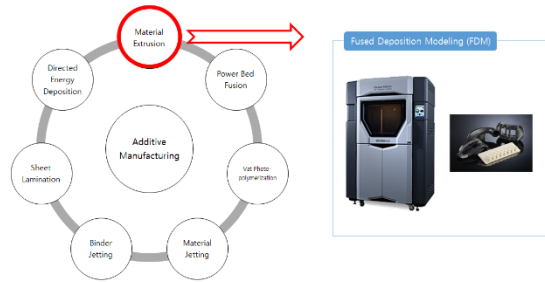 Material
Extrusion
Fused Deposition Modeling (FDM)
Directed
Energy
Deposition
Power Bed
Fusion
Additive
Manufacturing
Sheet
Lamination
Vat Photo-
polymerization
Binder
Jetting
Material
Jetting